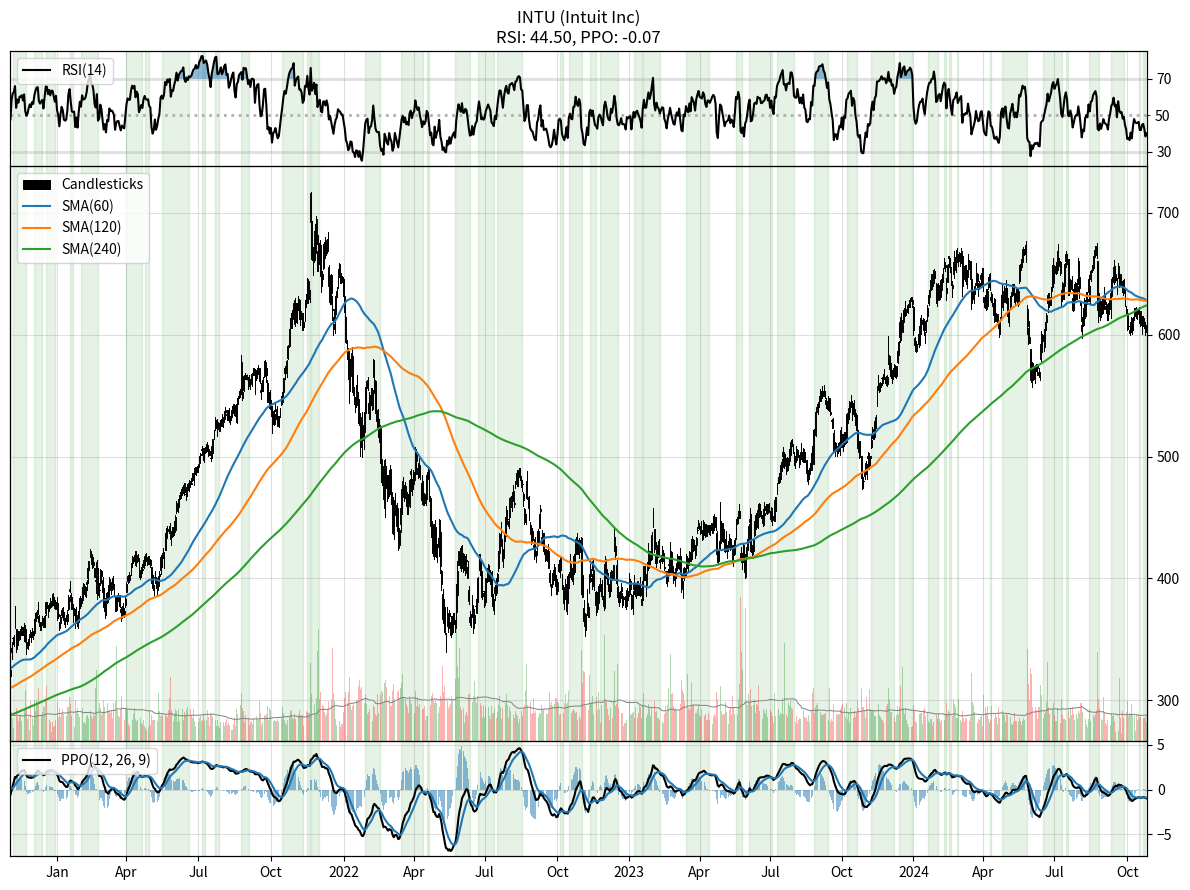 INTU (Intuit Inc)
RSI: 44.50, PPO: -0.07
RSI(14)
70
50
30
Candlesticks
SMA(60)
SMA(120)
SMA(240)
700
600
500
400
300
PPO(12, 26, 9)
5
0
−5
Jan Apr Jul Oct 2022 Apr Jul Oct 2023 Apr Jul Oct 2024 Apr Jul Oct